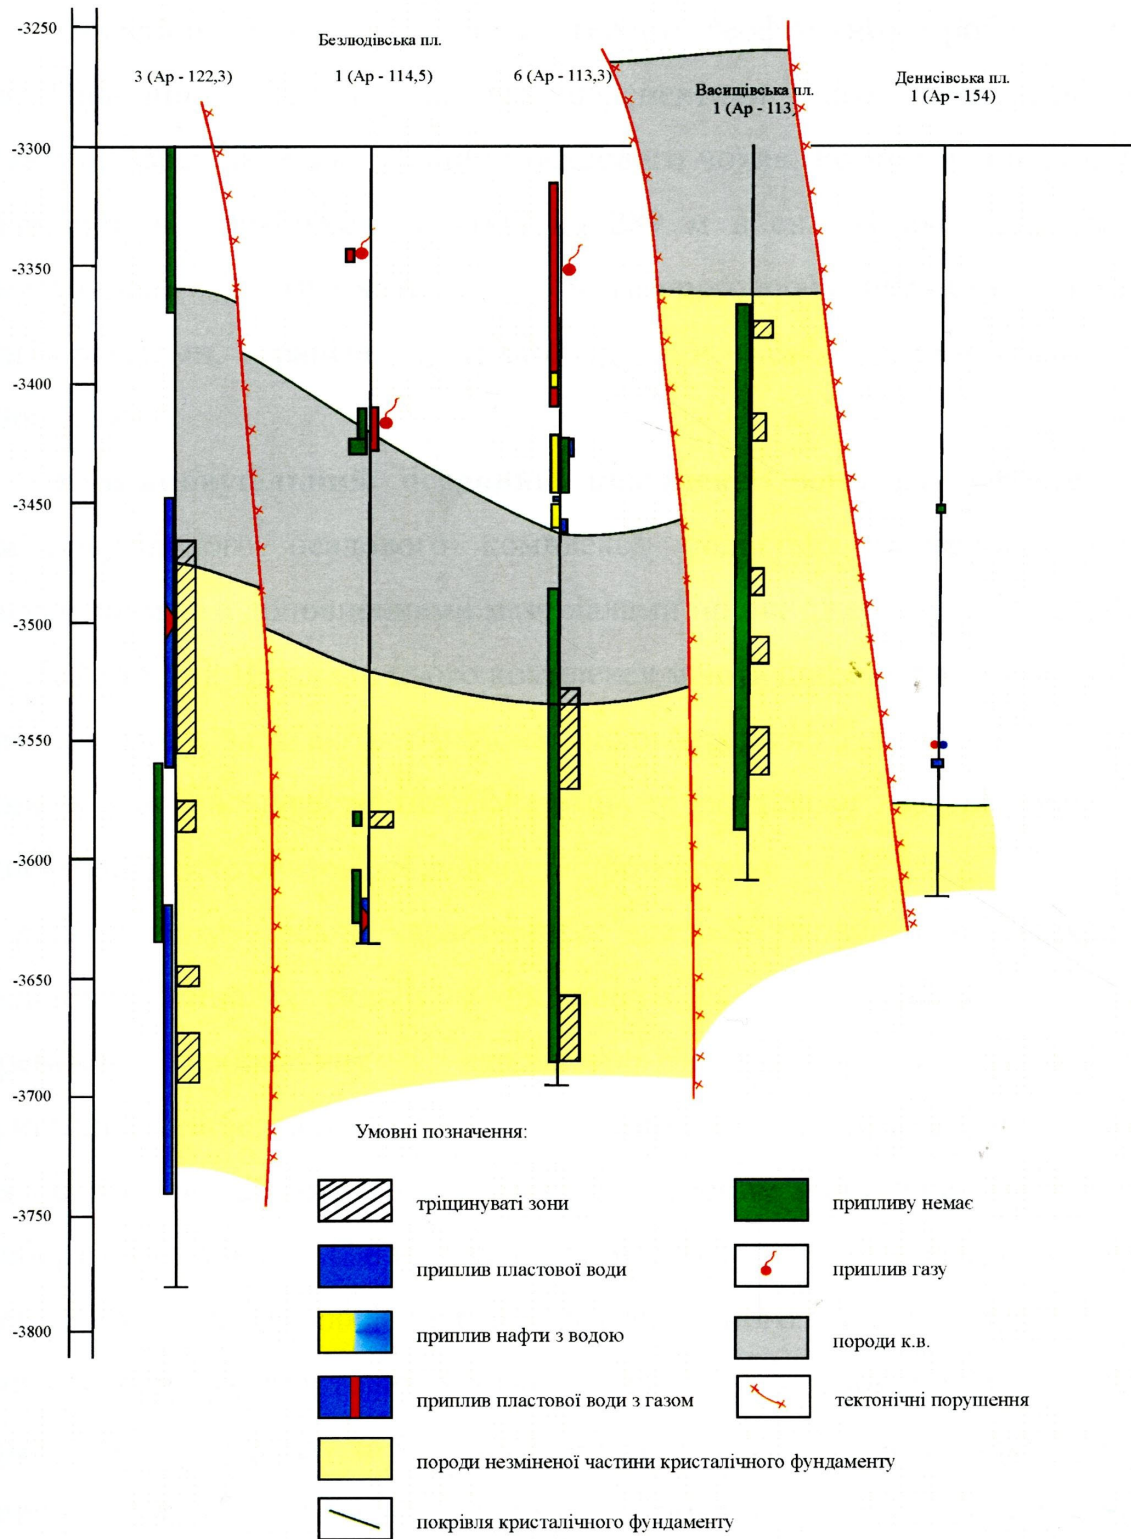 -3250
-3300
-3350
-3400
-3450
-3500
-3550
-3600
-3650
-3700
-3750
-3800
Безлюдівська пл.
3 (Ар - 122,3)
1 (Ар - 114,5)
6 (Ар - 113,3)
Васищівська пл.
1 (Ар - 113)
Денисівська пл.
1 (Ар - 154)
Умовні позначення:
тріщинуваті зони
приплив пластової води
приплив нафти з водою
приплив пластової води з газом
породи незміненої частини кристалічного фундаменту
покрівля кристалічного фундаменту
припливу немає
приплив газу
породи к.в.
тектонічні порушення